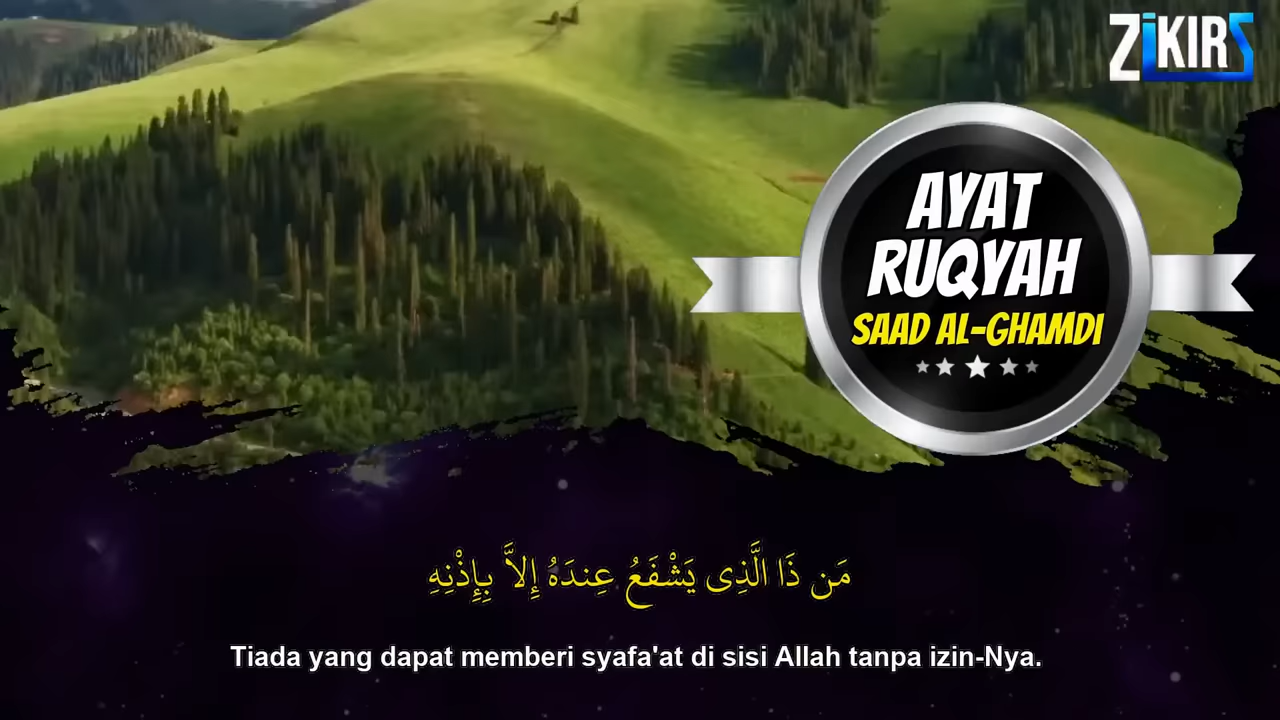 ZiKIRS
AYAT
RUQYAH
SAAD AL-GHAMDI
مَن ذَا الَّذِى يَشْفَعُ عِندَهُ إِلاَّ بِإِذْنِهِ
Tiada yang dapat memberi syafa'at di sisi Allah tanpa izin-Nya.